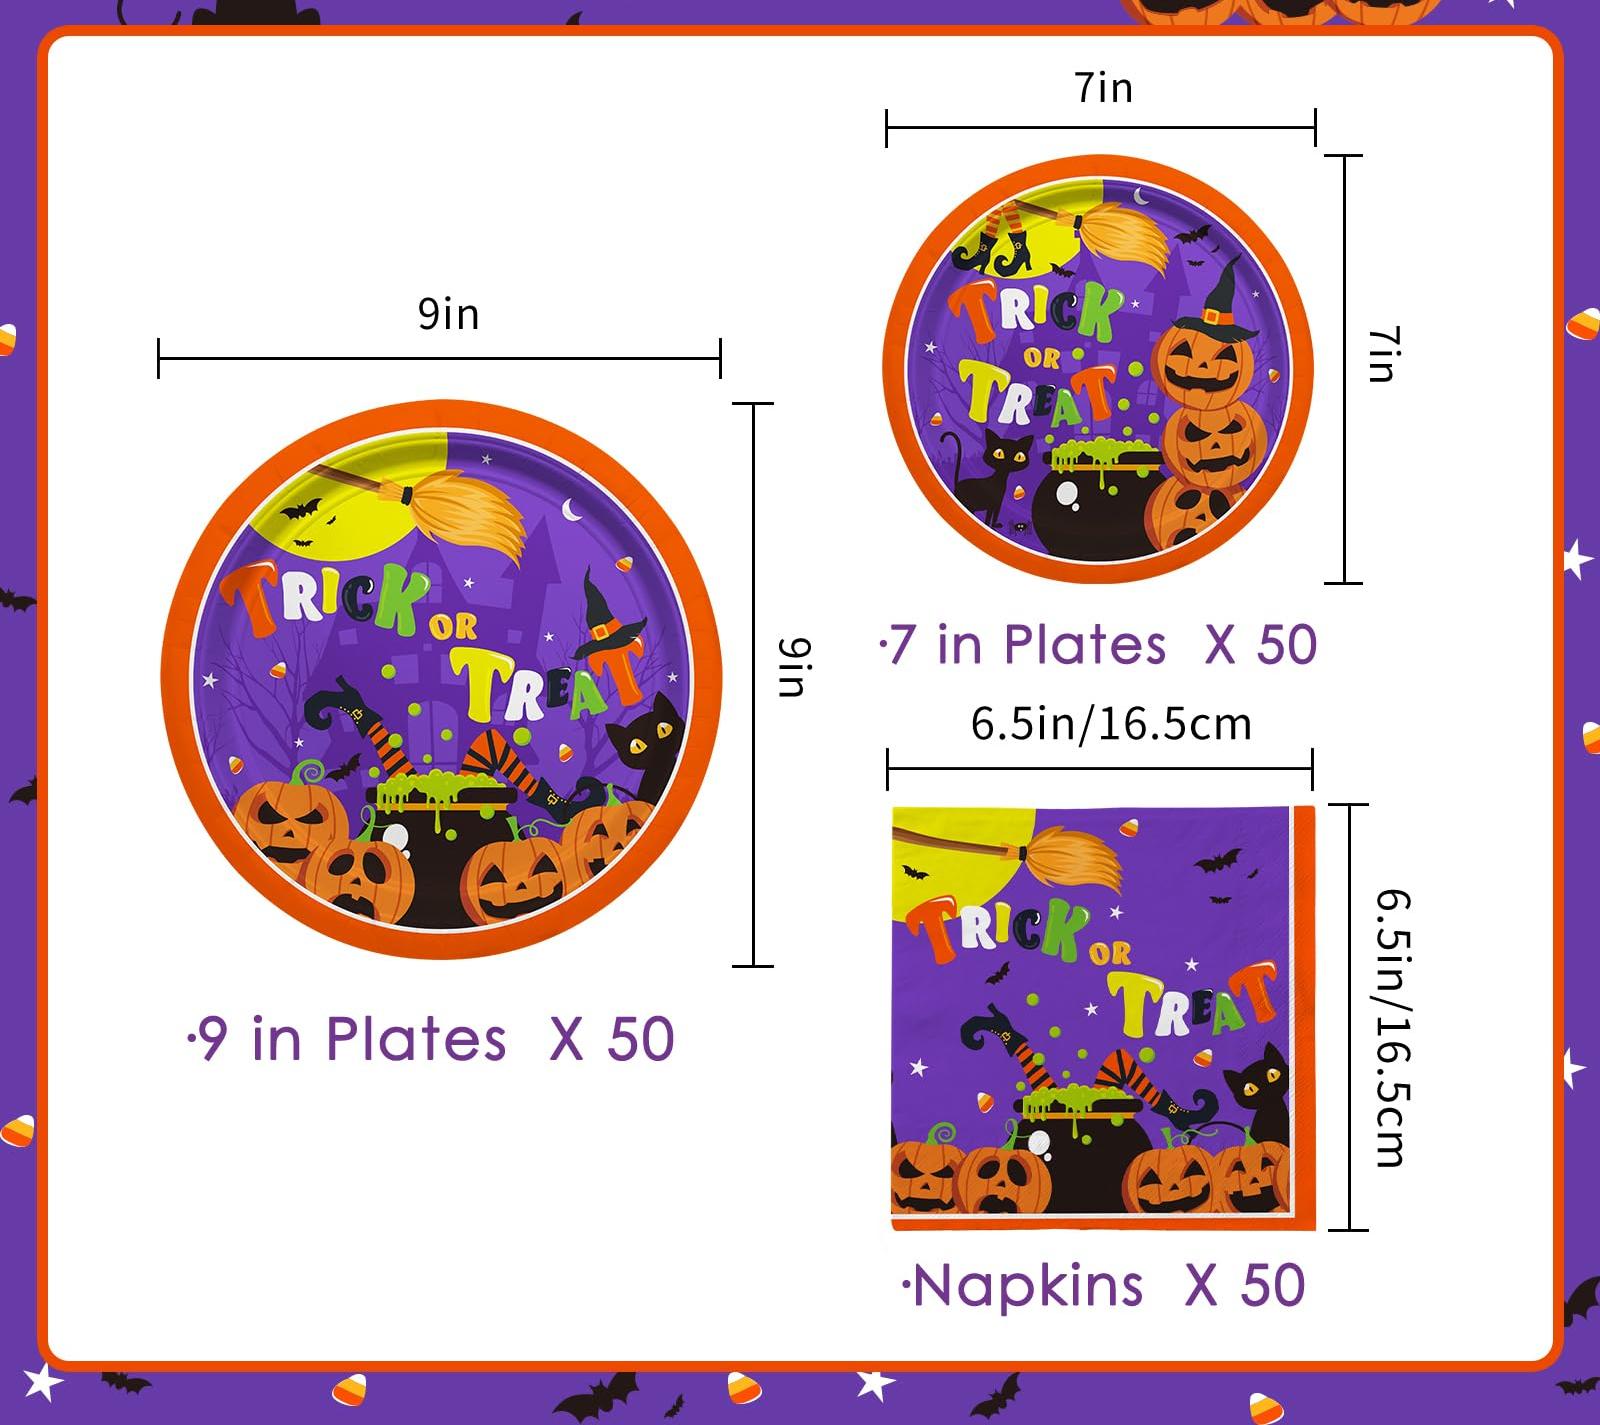 7in
7in
TRICK
OR
TREAT
·7 in Plates X 50
9in
9in
TRICK OR
TREAT
·9 in Plates X 50
6.5in/16.5cm
6.5in/16.5cm
TRICK OR
TREAT
·Napkins X 50